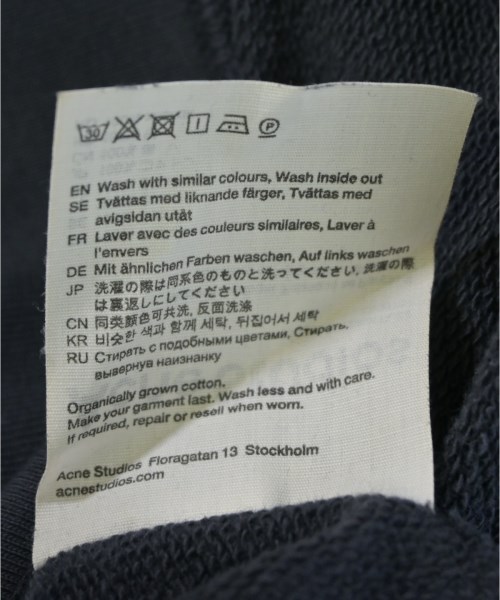 30 P
EN Wash with similar colours, Wash inside out
SE Tvättas med liknande färger, Tvättas med
avigsidan utåt
FR Laver avec des couleurs similaires, Laver à
l'envers
DE Mit ähnlichen Farben waschen, Auf links waschen
JP 洗濯の際は同系色のものと洗ってください, 洗濯の際
は裏返しにしてください
CN 同类颜色可共洗, 反面洗涤
KR 비슷한 색과 함께 세탁, 뒤집어서 세탁
RU Стирать с подобными цветами, Стирать,
вывернув наизнанку
Organically grown cotton.
Make your garment last. Wash less and with care.
If required, repair or resell when worn.
Acne Studios Floragatan 13 Stockholm
acnestudios.com